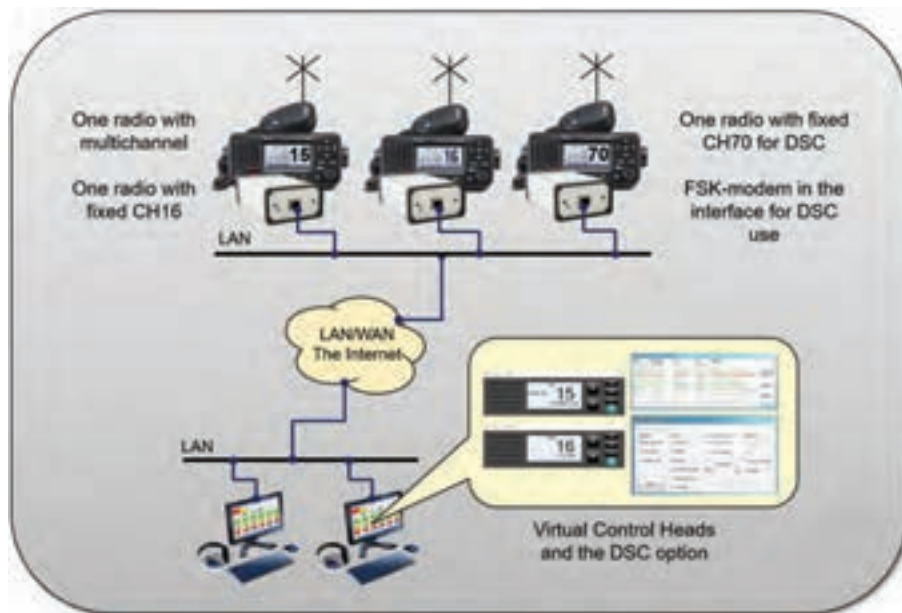 One radio with
multichannel
One radio with
fixed CH16
15
16
70
One radio with fixed
CH70 for DSC
FSK-modem in the
interface for DSC
use
LAN
LAN/WAN
The Internet
LAN
15
16
Virtual Control Heads
and the DSC option